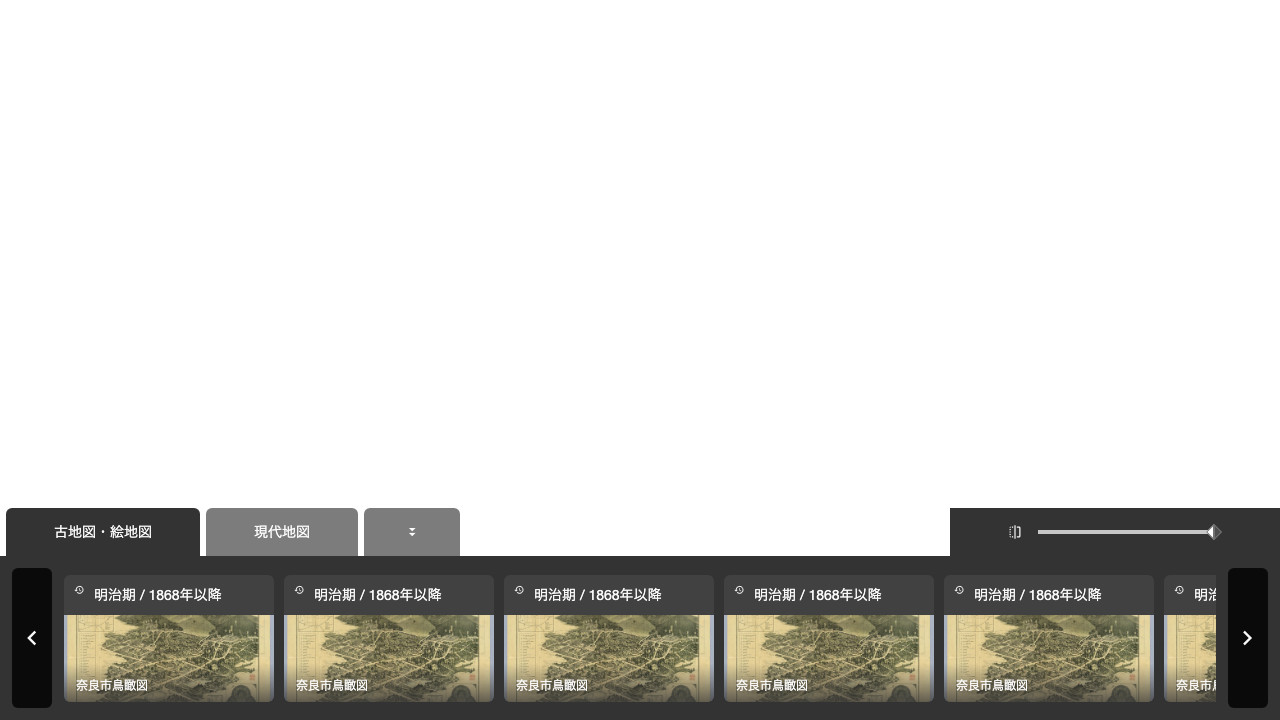 古地図・絵地図
現代地図
明治期 / 1868年以降
奈良市鳥瞰図
明治期 / 1868年以降
奈良市鳥瞰図
明治期 / 1868年以降
奈良市鳥瞰図
明治期 / 1868年以降
奈良市鳥瞰図
明治期 / 1868年以降
奈良市鳥瞰図
明
奈良市